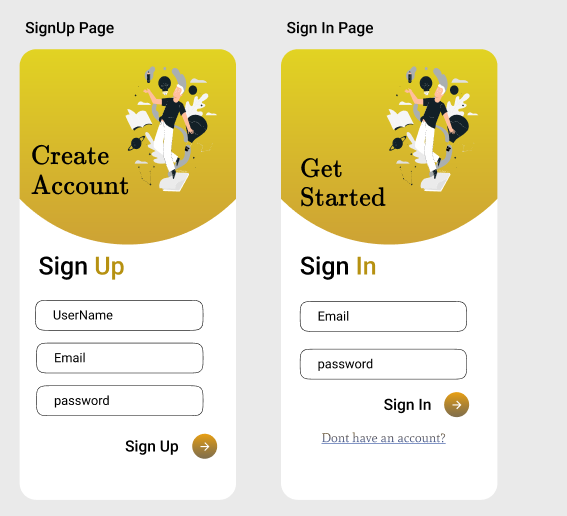 SignUp Page
Create
Account
Sign Up
UserName
Email
password
Sign Up
Sign In Page
Get
Started
Sign In
Email
password
Sign In
Dont have an account?